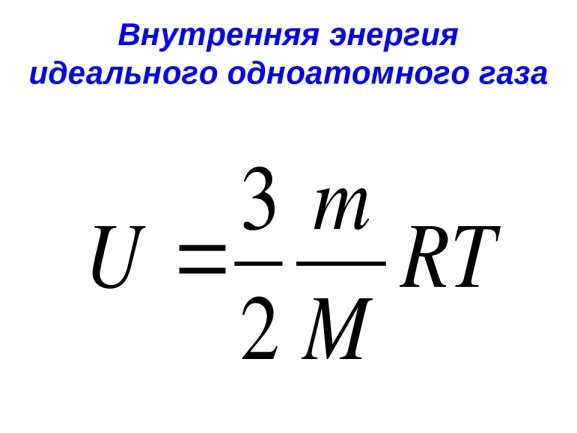 Внутренняя энергия
идеального одноатомного газа
U = 3/2 m/M RT